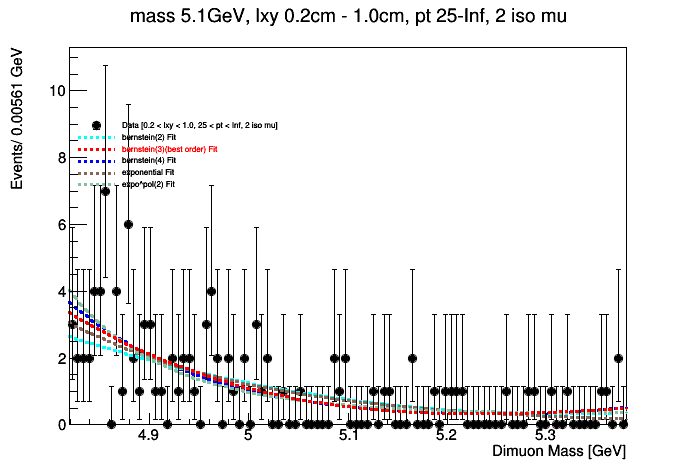 mass 5.1GeV, lxy 0.2cm - 1.0cm, pt 25-Inf, 2 iso mu
Events/ 0.00561 GeV
10
8
6
4
2
0
Data [0.2 < lxy < 1.0, 25 < pt < Inf, 2 iso mu]
bernstein(2) Fit
bernstein(3)(best order) Fit
bernstein(4) Fit
exponential Fit
expo*pol(2) Fit
4.9 5 5.1 5.2 5.3
Dimuon Mass [GeV]